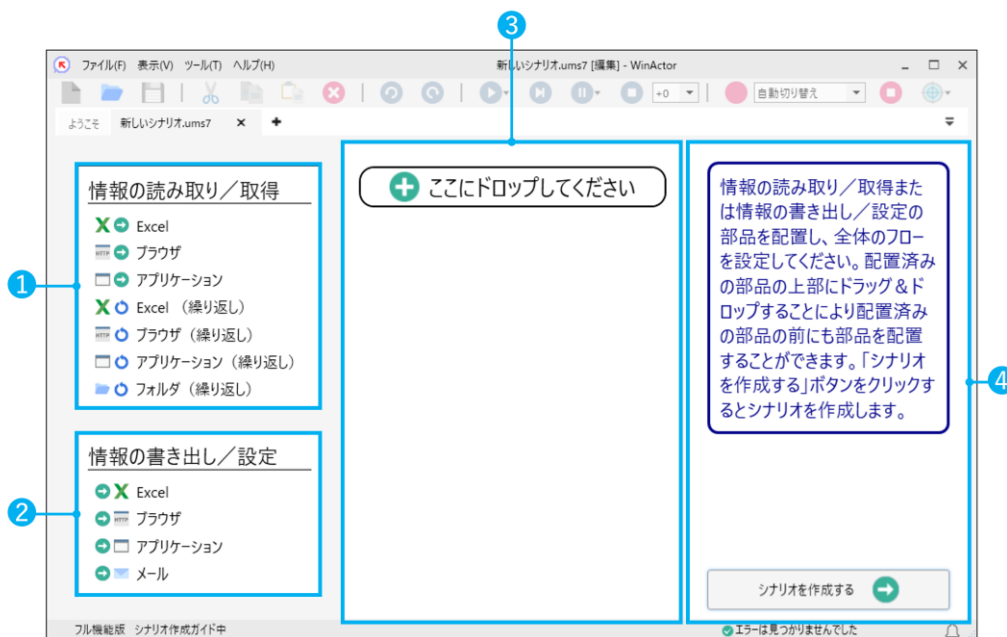 3
ファイル(F) 表示(V) ツール(T) ヘルプ(H) 新しいシナリオ.ums7 [編集] - WinActor
+0 自動切り替え
ようこそ 新しいシナリオ.ums7
情報の読み取り／取得
Excel
HTTP ブラウザ
アプリケーション
Excel （繰り返し）
HTTP ブラウザ（繰り返し）
アプリケーション（繰り返し）
フォルダ（繰り返し）
1
情報の書き出し／設定
Excel
HTTP ブラウザ
アプリケーション
メール
2
ここにドロップしてください
情報の読み取り／取得また
は情報の書き出し／設定の
部品を配置し、全体のフロー
を設定してください。配置済み
の部品の上部にドラッグ＆ド
ロップすることにより配置済み
の部品の前にも部品を配置
することができます。「シナリオ
を作成する」ボタンをクリックす
るとシナリオを作成します。
4
シナリオを作成する
フル機能版 シナリオ作成ガイド中 エラーは見つかりませんでした